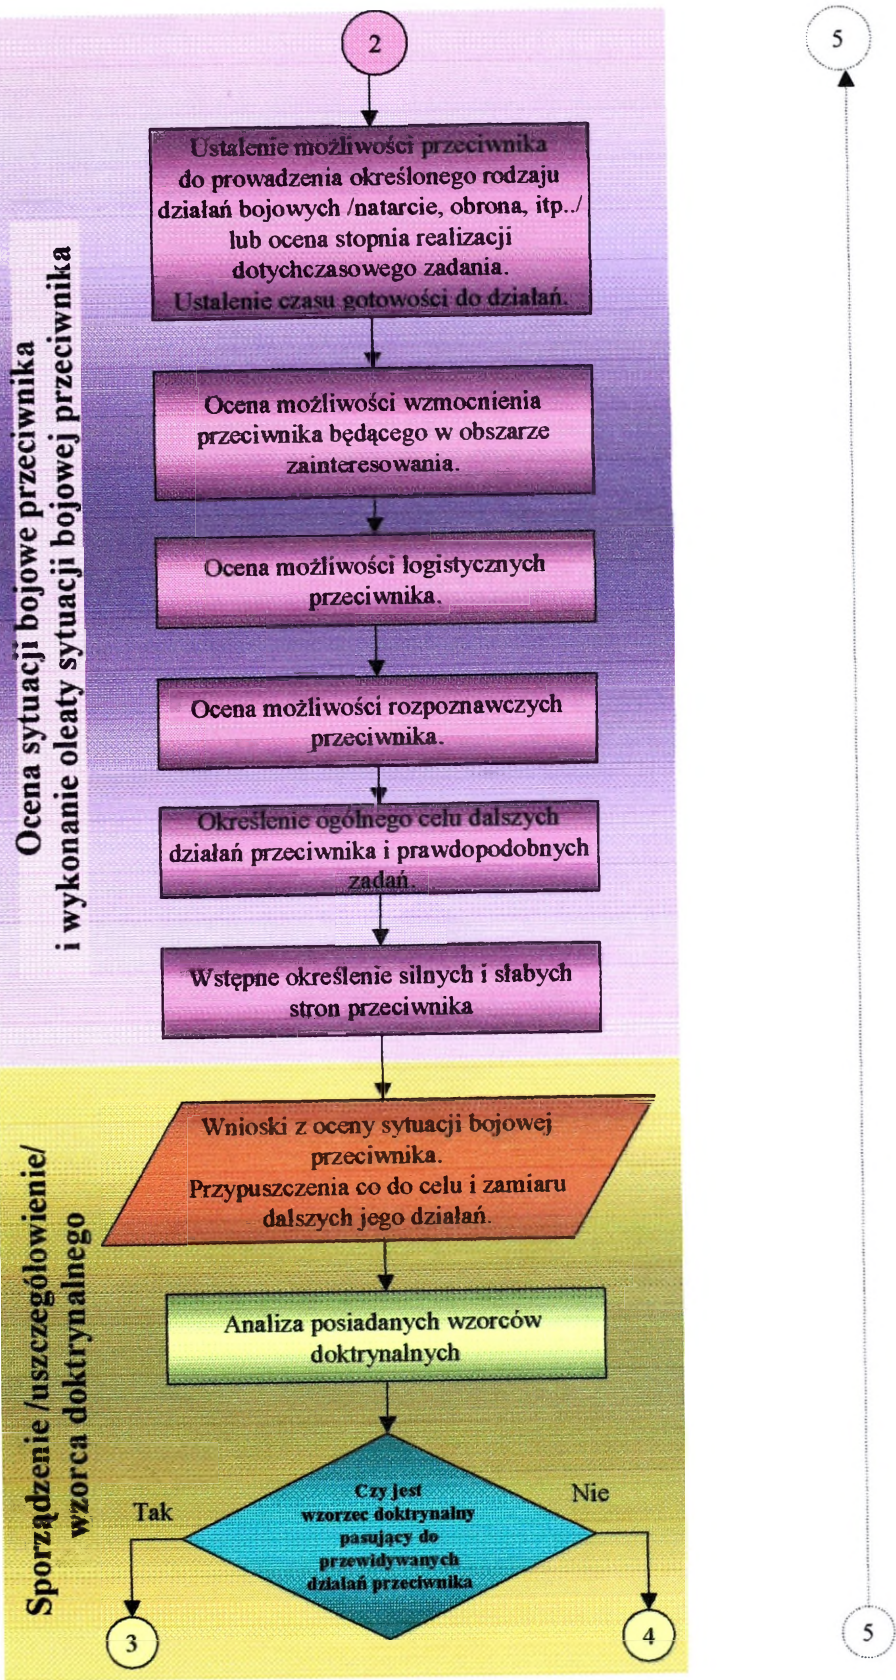 2
5
Ustalenie możliwości przeciwnika
do prowadzenia określonego rodzaju
działań bojowych /natarcie, obrona, itp../
lub ocena stopnia realizacji
dotychczasowego zadania.
Ustalenie czasu gotowości do działań.
Ocena możliwości wzmocnienia
przeciwnika będącego w obszarze
zainteresowania.
Ocena możliwości logistycznych
przeciwnika.
Ocena możliwości rozpoznawczych
przeciwnika.
Określenie ogólnego celu dalszych
działań przeciwnika i prawdopodobnych
zadań.
Wstępne określenie silnych i słabych
stron przeciwnika
Ocena sytuacji bojowe przeciwnika
i wykonanie oleaty sytuacji bojowej przeciwnika
Wnioski z oceny sytuacji bojowej
przeciwnika.
Przypuszczenia co do celu i zamiaru
dalszych jego działań.
Analiza posiadanych wzorców
doktrynalnych
Czy jest
wzorzec doktrynalny
pasujący do
przewidywanych
działań przeciwnika
Tak
Nie
3
4
5
Sporządzenie /uszczegółowienie/
wzorca doktrynalnego